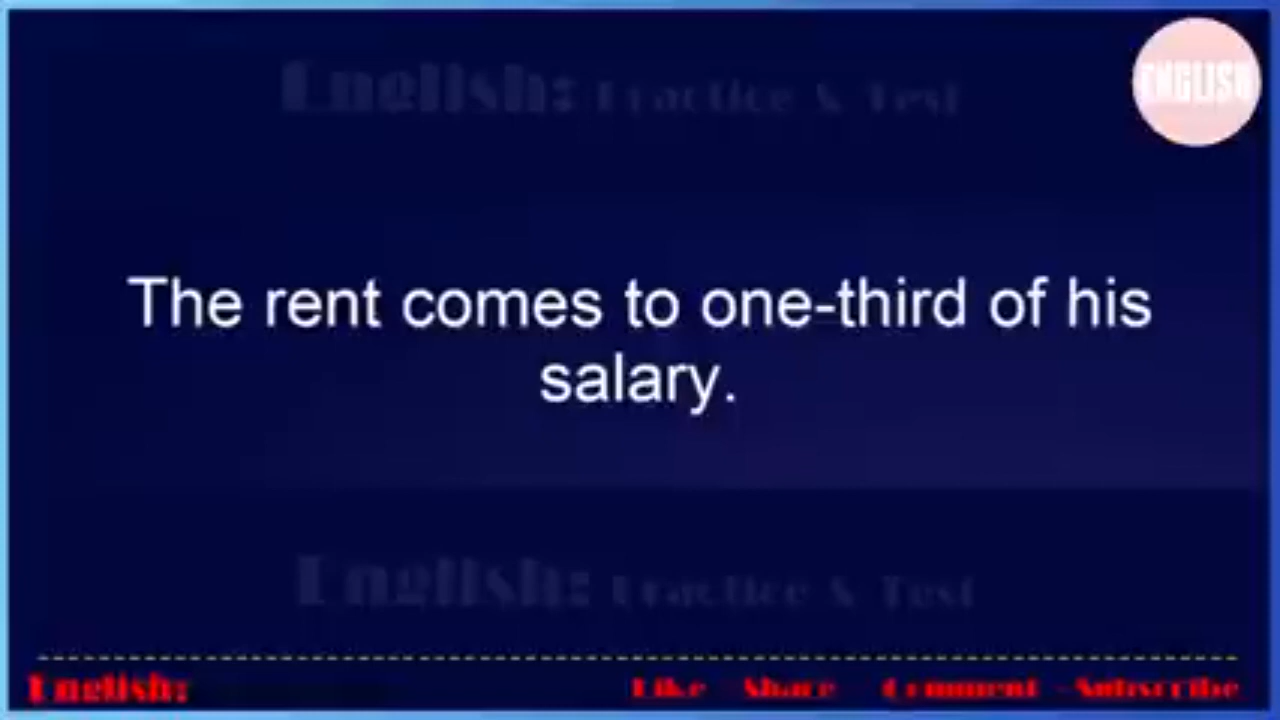 ENGLISH
English: Practice & Test
The rent comes to one-third of his
salary.
English: Practice & Test
English:
Like - Share - Comment - Subscribe